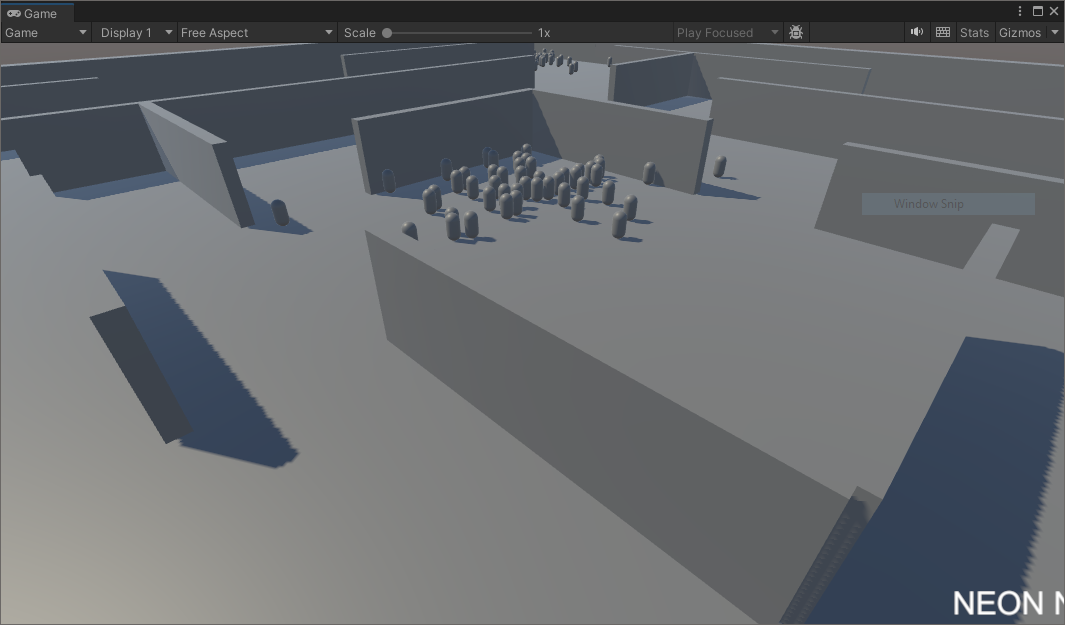 Game
Game Display 1 Free Aspect Scale 1x Play Focused Stats Gizmos
Window Snip
NEON N